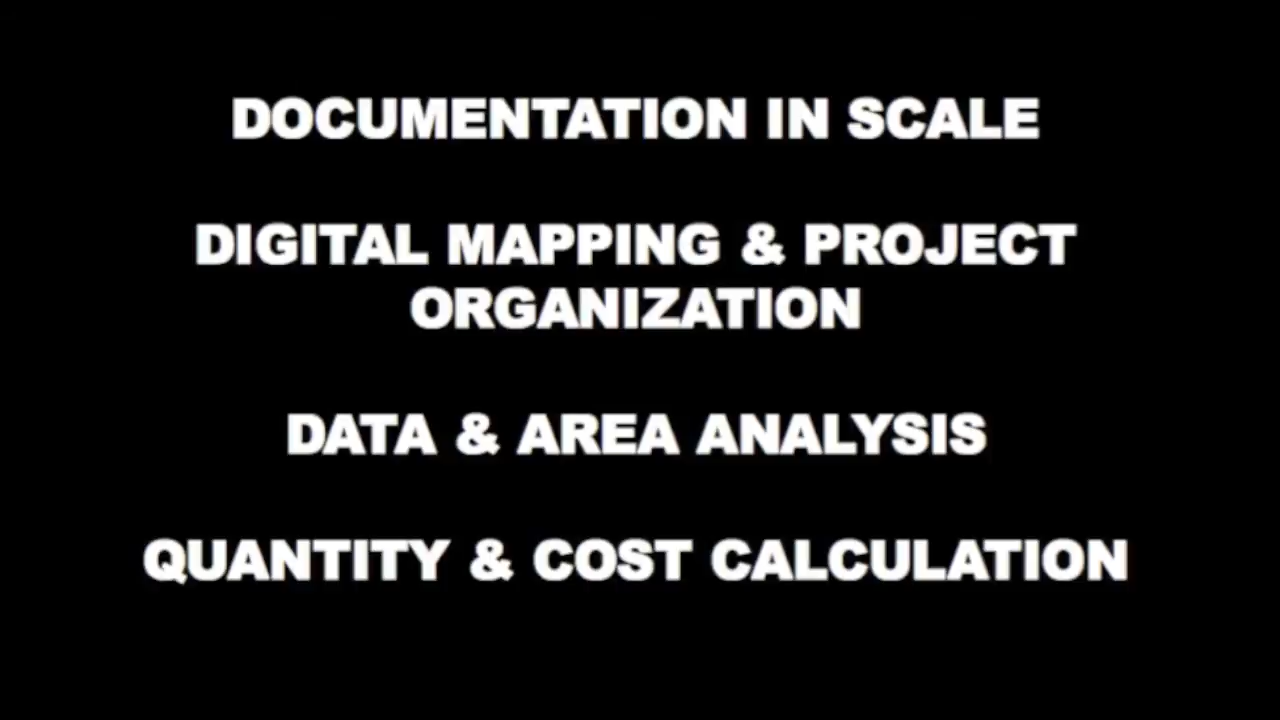 DOCUMENTATION IN SCALE
DIGITAL MAPPING & PROJECT
ORGANIZATION
DATA & AREA ANALYSIS
QUANTITY & COST CALCULATION